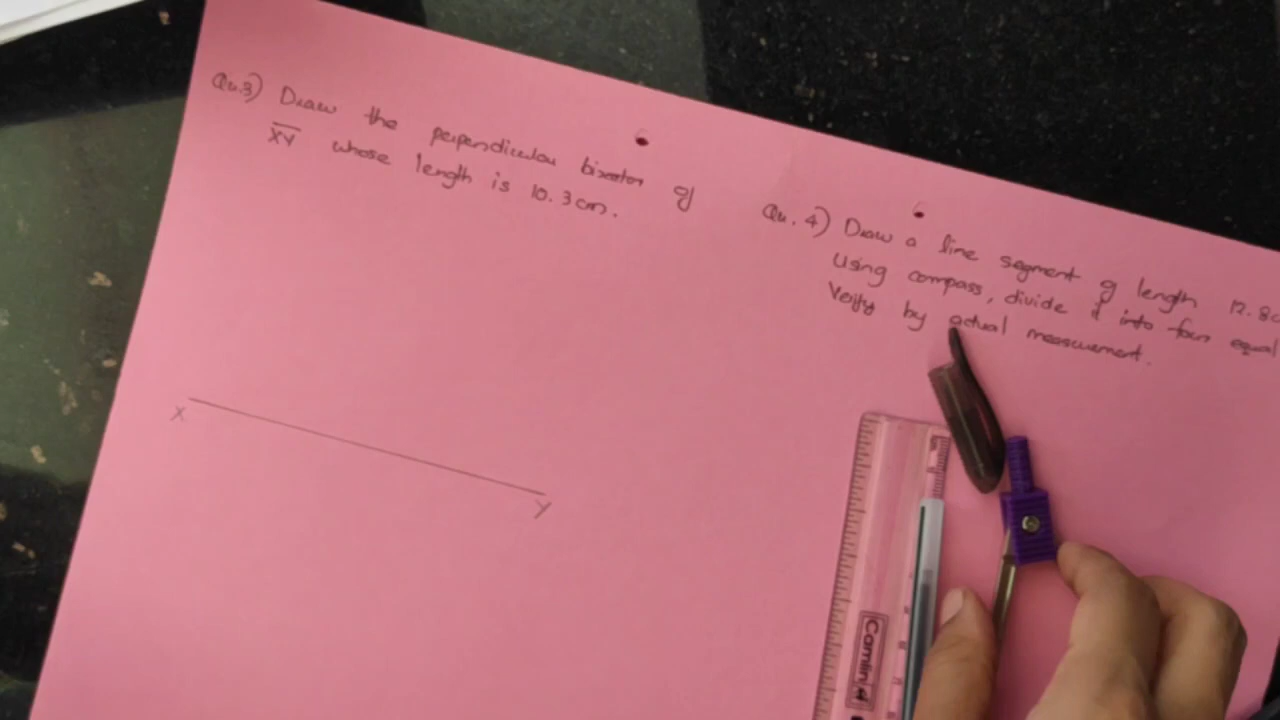 Qu.3) Draw the perpendicular bisector of
XY whose length is 10.3cm.
Qu.4) Draw a line segment of length 12.8c
Using compass, divide it into four equal
Verify by actual measurement.
X
Y
Camlin